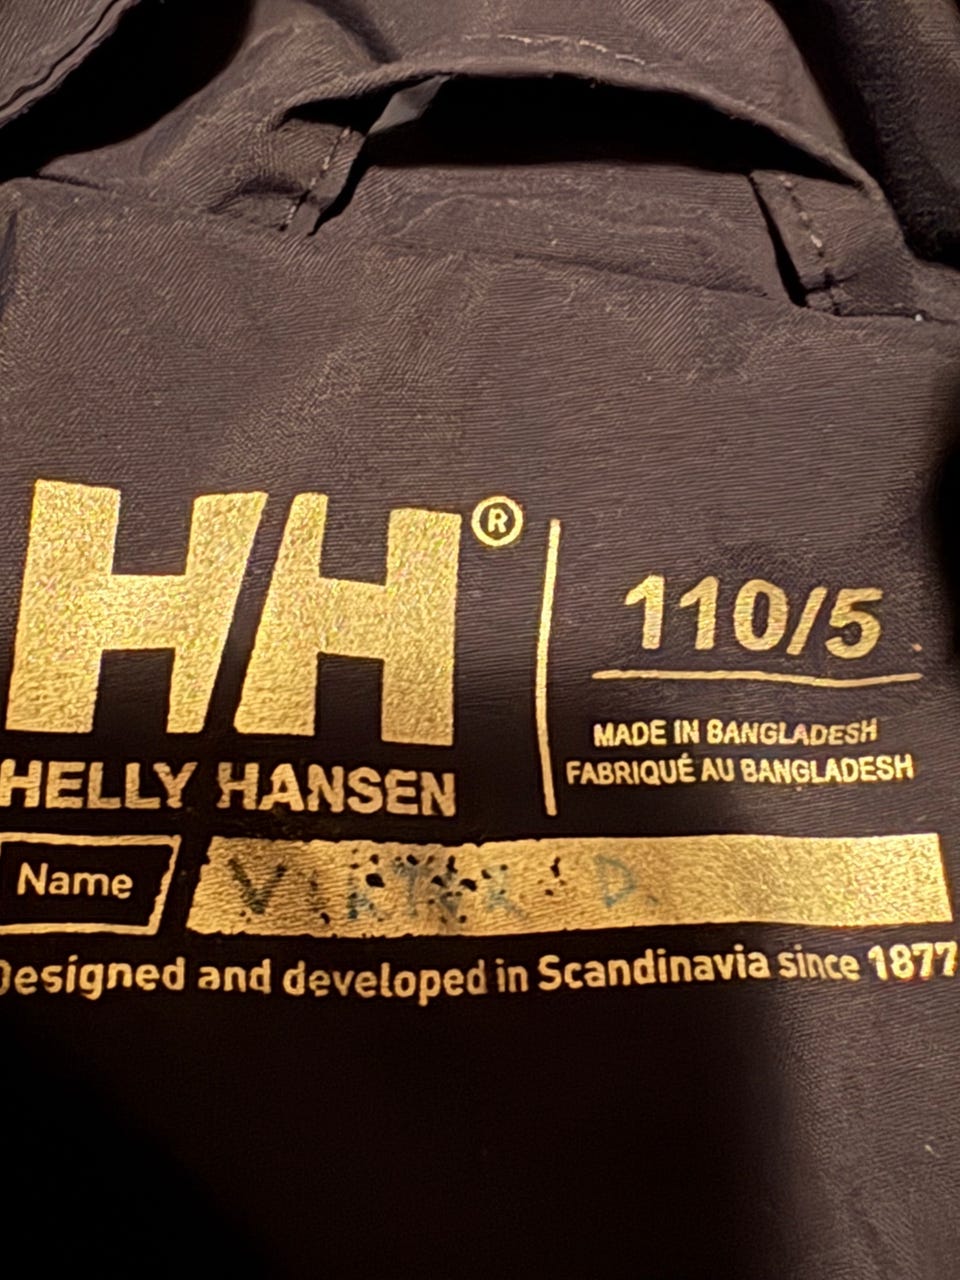 HH®
HELLY HANSEN
110/5
MADE IN BANGLADESH
FABRIQUÉ AU BANGLADESH
Name
VIKTOR D.
Designed and developed in Scandinavia since 1877